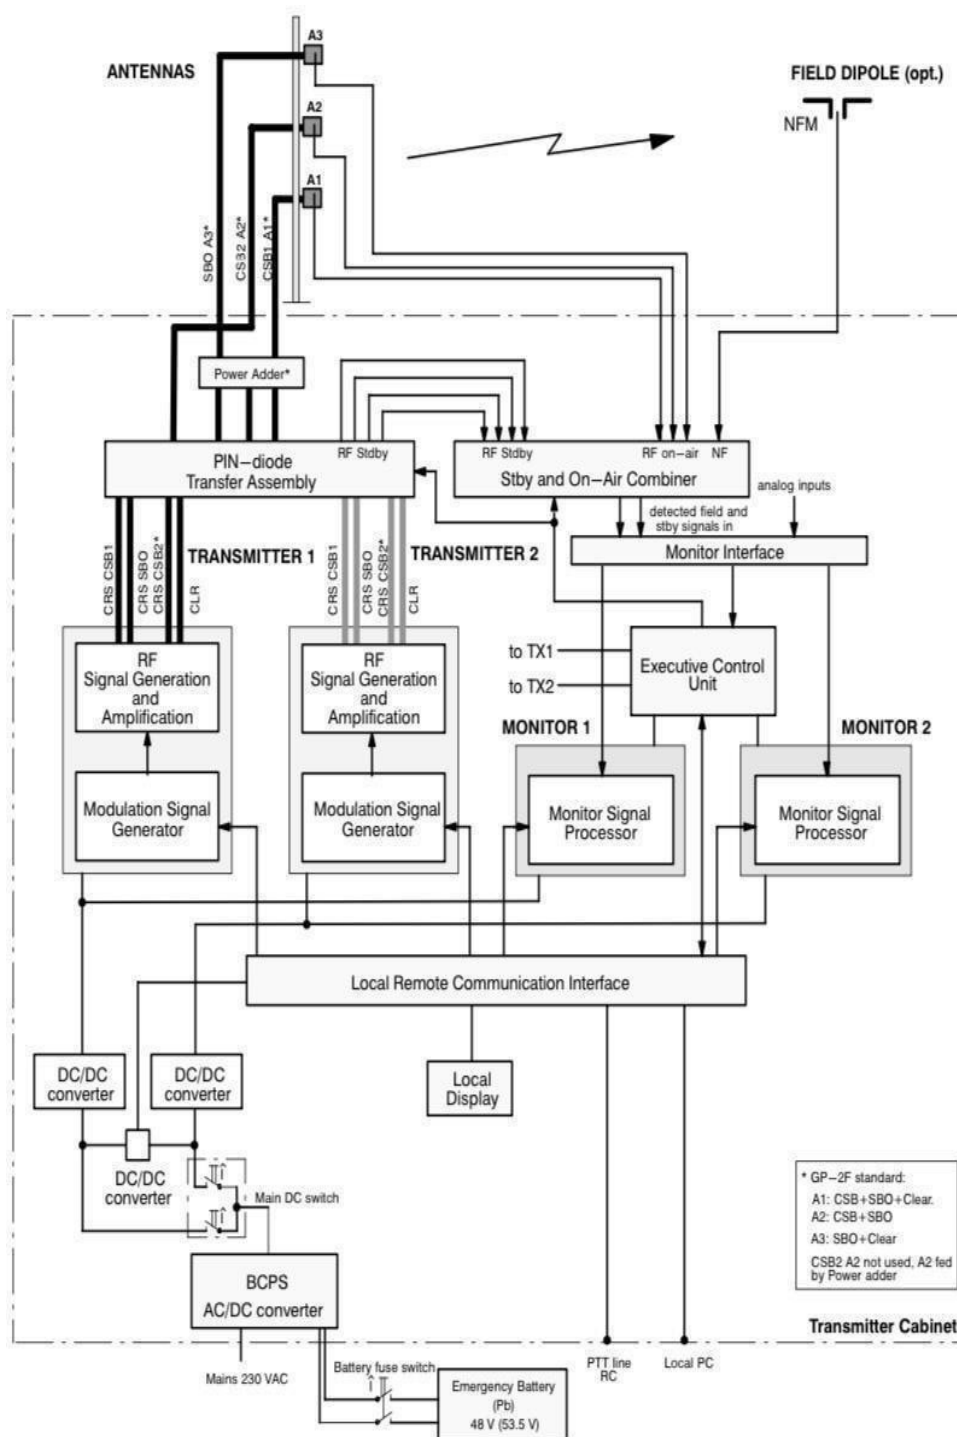 A3
ANTENNAS
FIELD DIPOLE (opt.)
NFM
A2
A1
SBO A3*
CSB2 A2*
CSB1 A1*
Power Adder*
RF Stdby
RF Stdby
RF on-air
NF
PIN-diode
Transfer Assembly
Stby and On-Air Combiner
analog inputs
detected field and
stby signals in
Monitor Interface
CRS CSB1
CRS SBO
CRS CSB2*
CLR
TRANSMITTER 1
CRS CSB1
CRS SBO
CRS CSB2*
CLR
TRANSMITTER 2
RF
Signal Generation
and
Amplification
RF
Signal Generation
and
Amplification
to TX1
to TX2
Executive Control
Unit
MONITOR 1
MONITOR 2
Modulation Signal
Generator
Modulation Signal
Generator
Monitor Signal
Processor
Monitor Signal
Processor
Local Remote Communication Interface
DC/DC
converter
DC/DC
converter
Local
Display
DC/DC
converter
Main DC switch
* GP-2F standard:
A1: CSB+SBO+Clear.
A2: CSB+SBO
A3: SBO+Clear
CSB2 A2 not used, A2 fed
by Power adder
BCPS
AC/DC converter
Transmitter Cabinet
Mains 230 VAC
Battery fuse switch
PTT line
RC
Local PC
Emergency Battery
(Pb)
48 V (53.5 V)